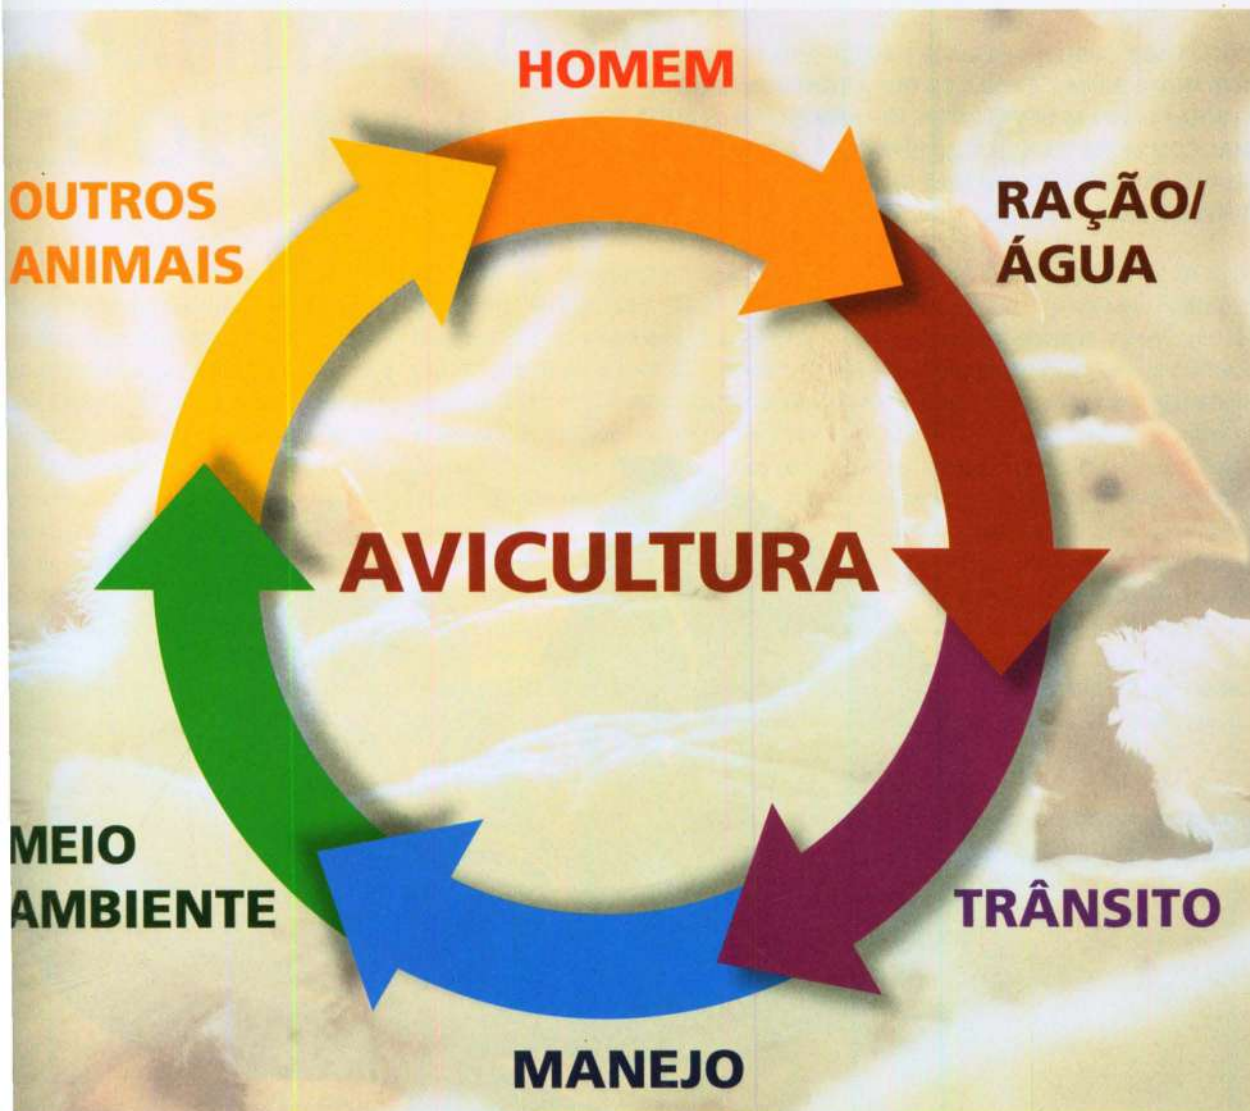 HOMEM
RAÇÃO/
ÁGUA
TRÂNSITO
MANEJO
MEIO
AMBIENTE
OUTROS
ANIMAIS
AVICULTURA